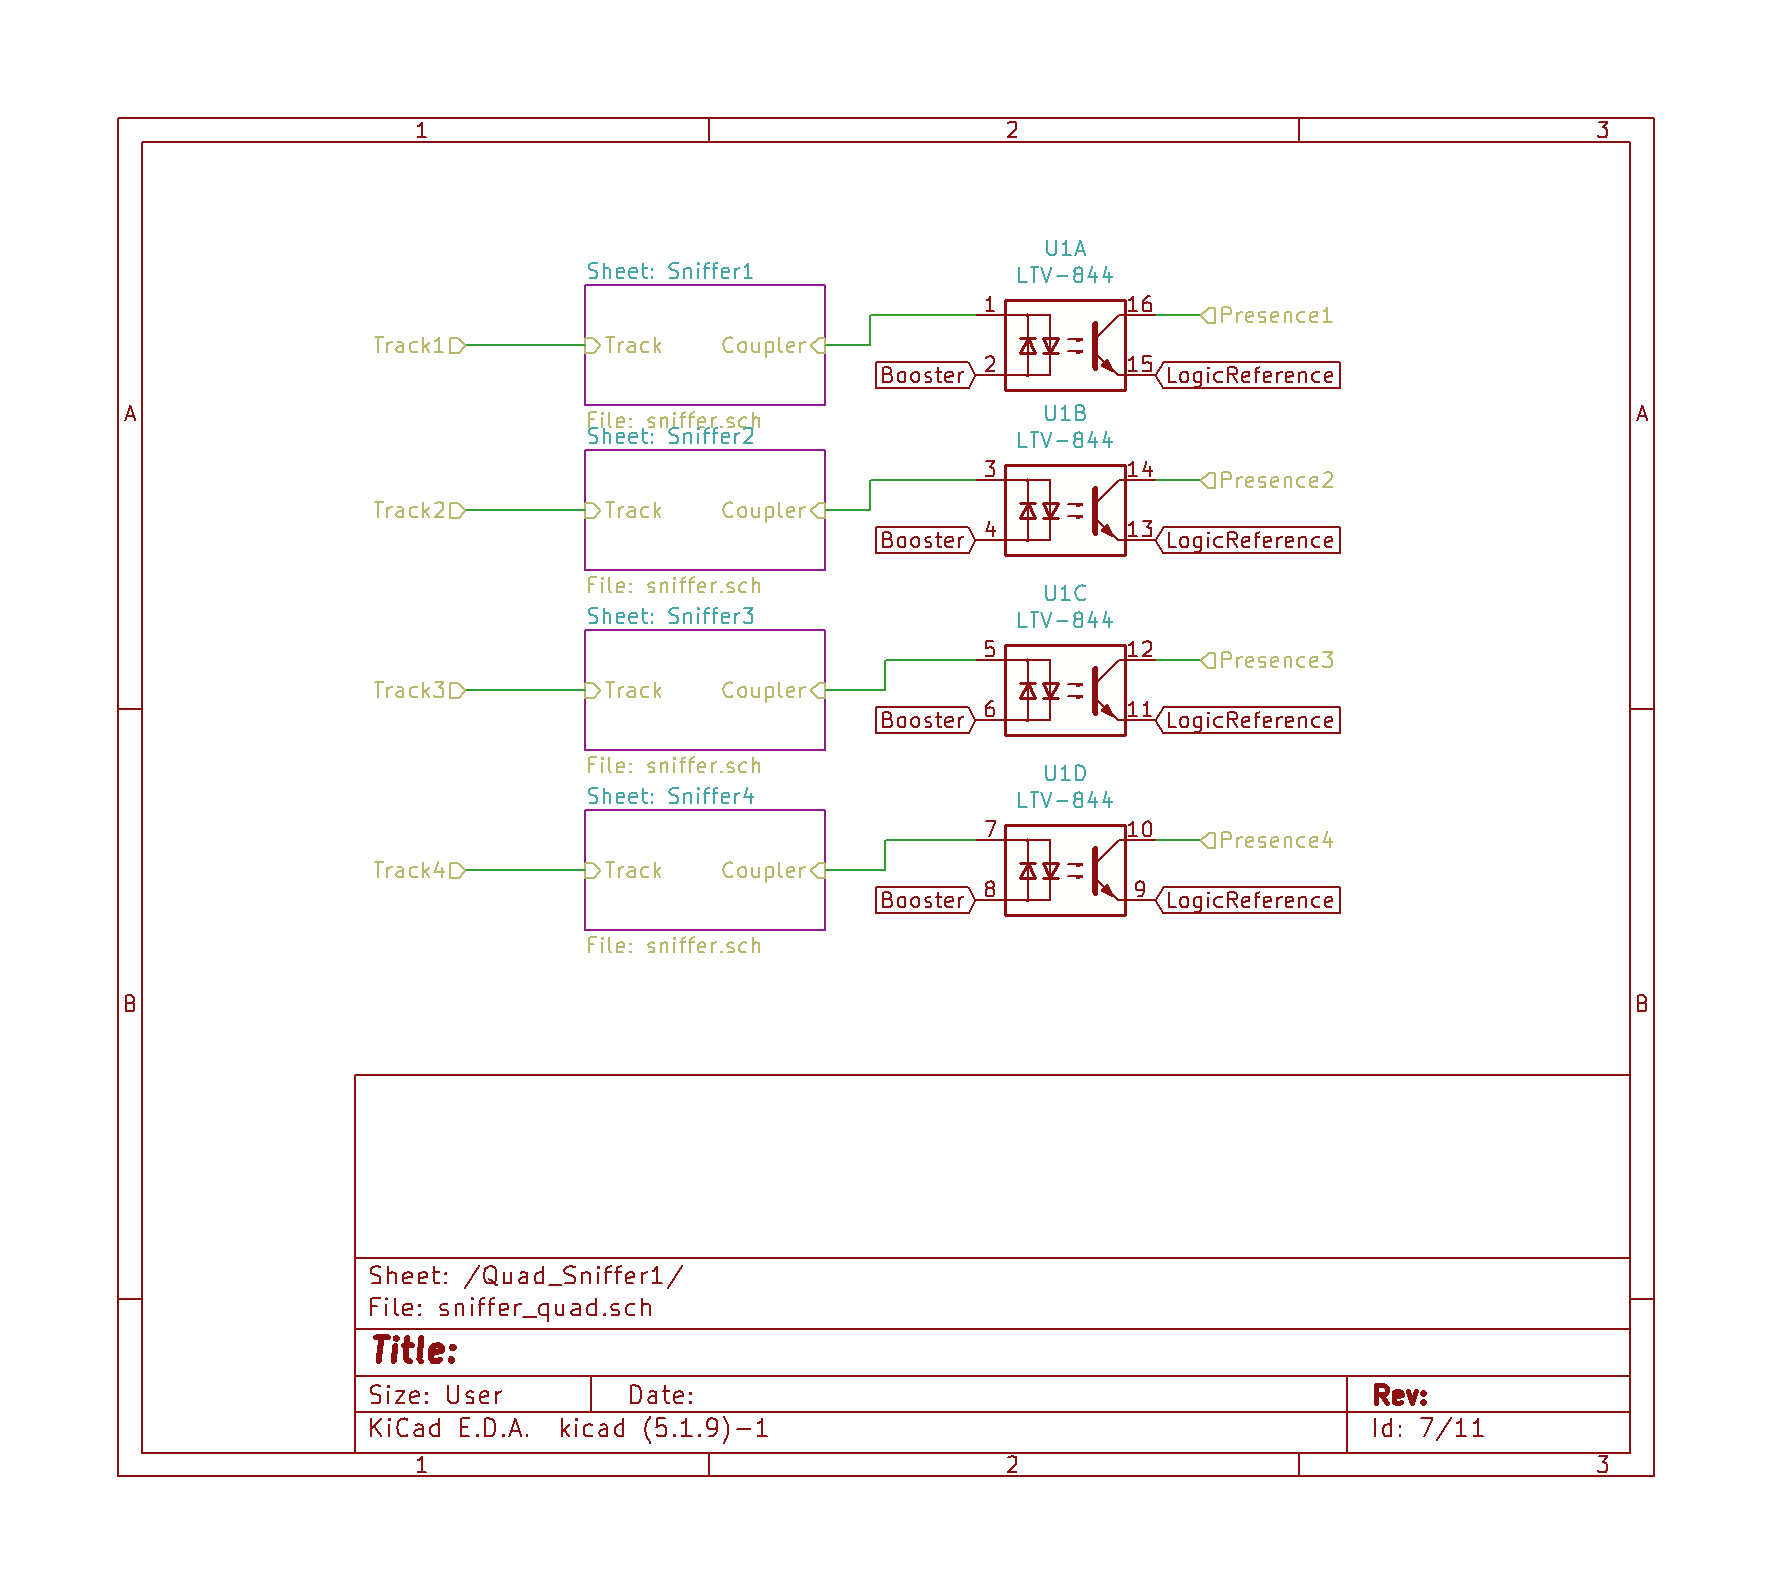 1 2 3
U1A
Sheet: Sniffer1 LTV-844
1 16 Presence1
Track1 Track Coupler
2 15
Booster LogicReference
A A
File: sniffer.sch U1B
Sheet: Sniffer2 LTV-844
3 14 Presence2
Track2 Track Coupler
4 13
Booster LogicReference
File: sniffer.sch U1C
Sheet: Sniffer3 LTV-844
5 12 Presence3
Track3 Track Coupler
6 11
Booster LogicReference
File: sniffer.sch U1D
Sheet: Sniffer4 LTV-844
7 10 Presence4
Track4 Track Coupler
8 9
Booster LogicReference
File: sniffer.sch
B B
Sheet: /Quad_Sniffer1/
File: sniffer_quad.sch
Title:
Size: User Date: Rev:
KiCad E.D.A. kicad (5.1.9)-1 Id: 7/11
1 2 3